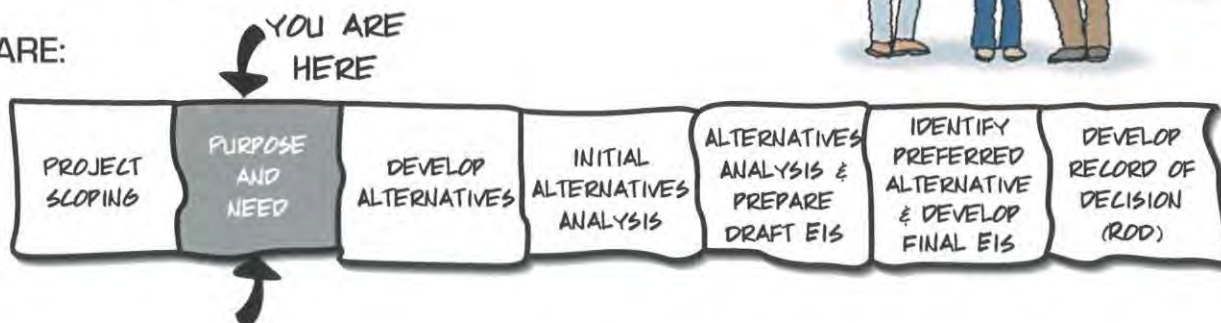 ARE:
YOU ARE
HERE
PROJECT
SCOPING
PURPOSE
AND
NEED
DEVELOP
ALTERNATIVES
INITIAL
ALTERNATIVES
ANALYSIS
ALTERNATIVES
ANALYSIS &
PREPARE
DRAFT EIS
IDENTIFY
PREFERRED
ALTERNATIVE
& DEVELOP
FINAL EIS
DEVELOP
RECORD OF
DECISION
(ROD)